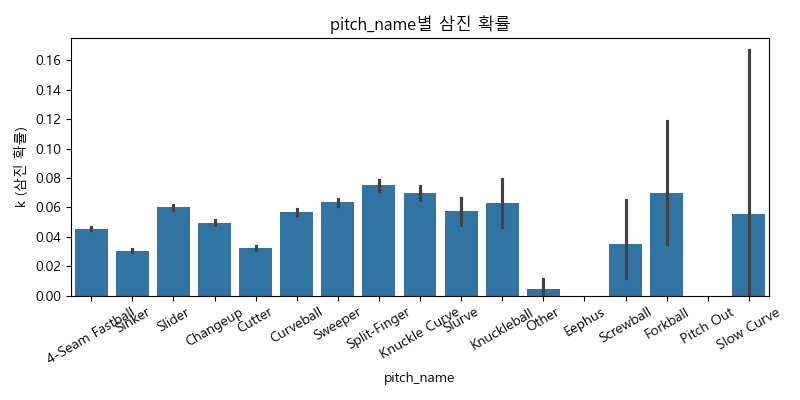 pitch_name별 삼진 확률
k (삼진 확률)
0.16
0.14
0.12
0.10
0.08
0.06
0.04
0.02
0.00
4-Seam Fastball
Sinker
Slider
Changeup
Cutter
Curveball
Sweeper
Split-Finger
Knuckle Curve
Slurve
Knuckleball
Other
Eephus
Screwball
Forkball
Pitch Out
Slow Curve
pitch_name